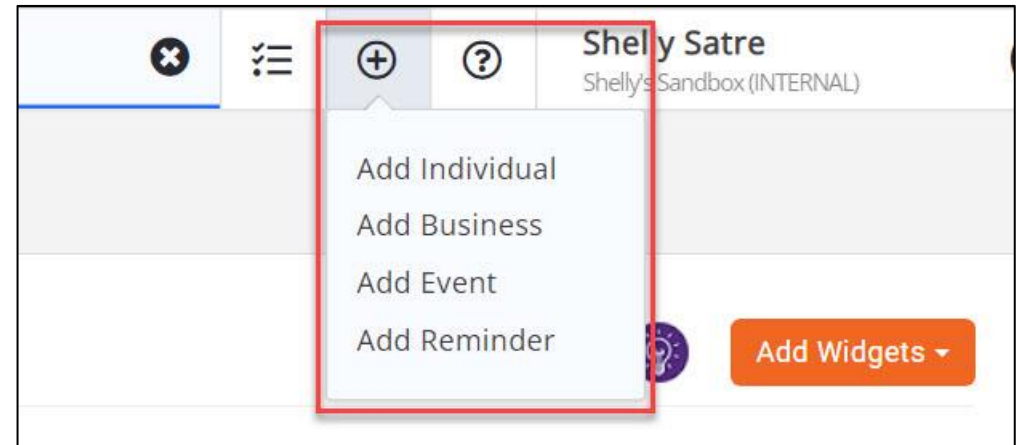 Shelly Satre
Shelly's Sandbox (INTERNAL)
Add Individual
Add Business
Add Event
Add Reminder
Add Widgets